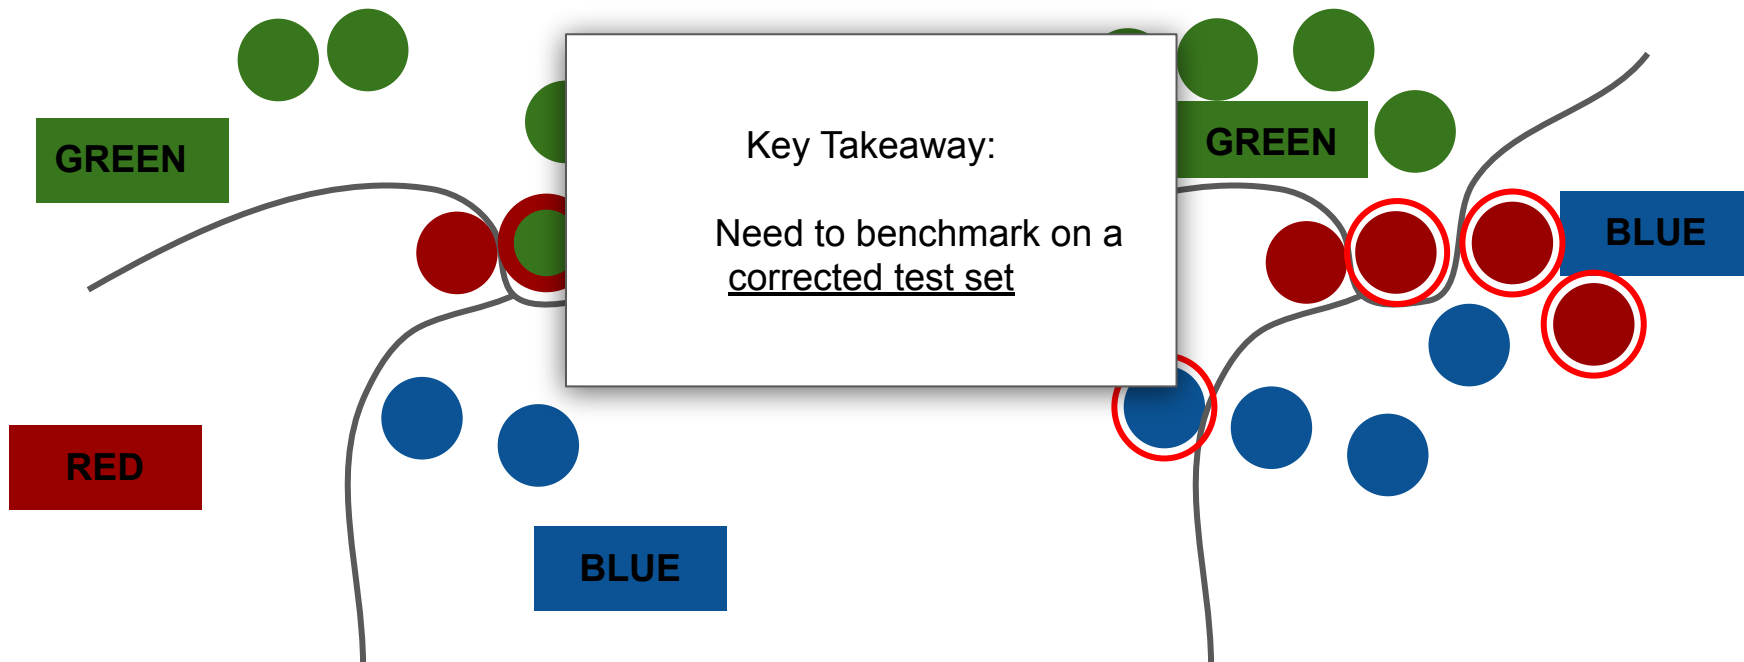 GREEN
Key Takeaway:
Need to benchmark on a
corrected test set
GREEN
BLUE
RED
BLUE